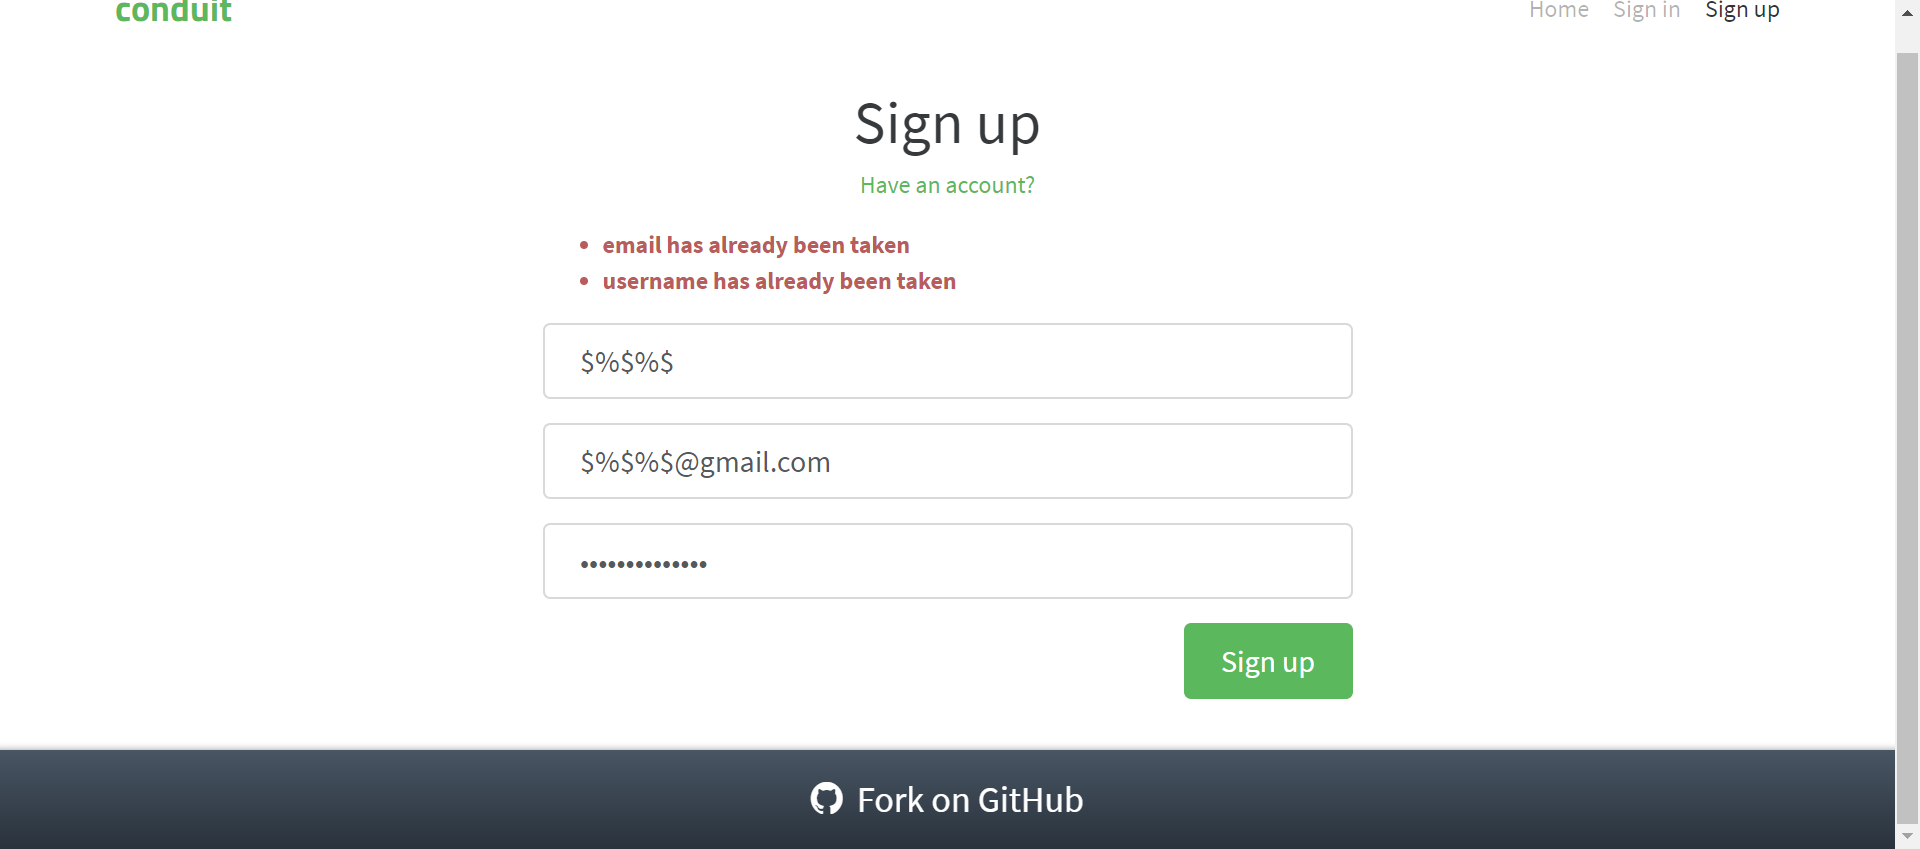 conduit
Home Sign in Sign up
Sign up
Have an account?
• email has already been taken
• username has already been taken
$%$%$
$%$%$@gmail.com
••••••••••••••
Sign up
Fork on GitHub